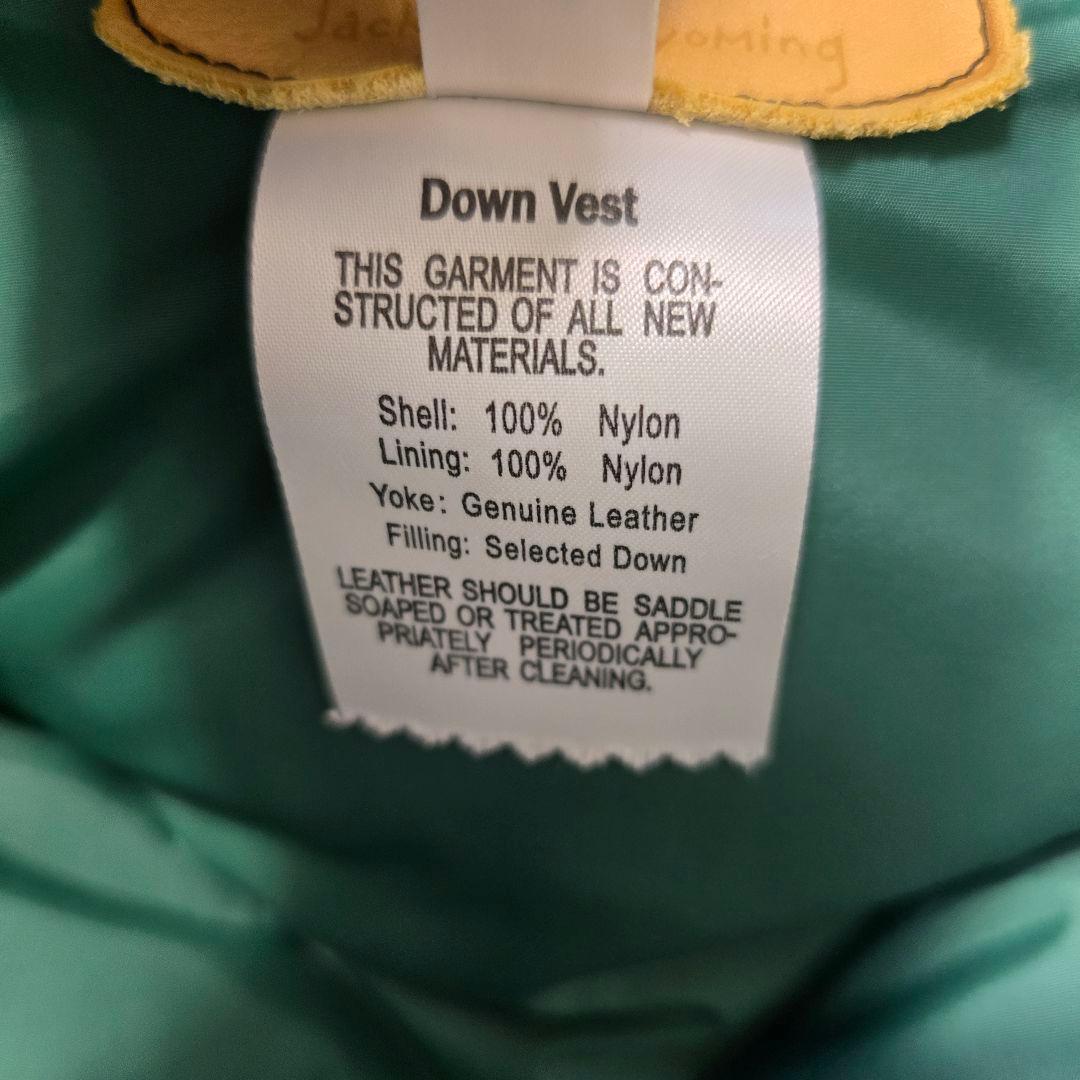 Down Vest
THIS GARMENT IS CON-
STRUCTED OF ALL NEW
MATERIALS.
Shell: 100% Nylon
Lining: 100% Nylon
Yoke: Genuine Leather
Filling: Selected Down
LEATHER SHOULD BE SADDLE
SOAPED OR TREATED APPRO-
PRIATELY PERIODICALLY
AFTER CLEANING.